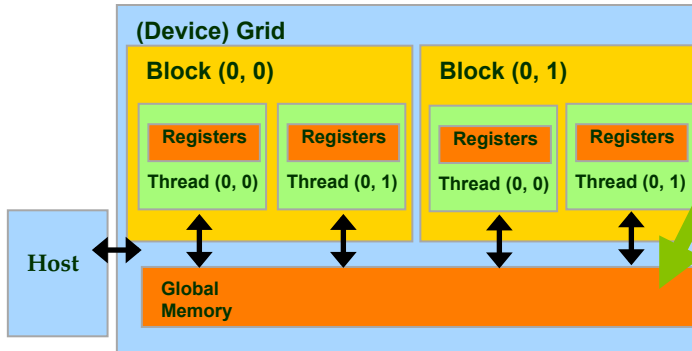 (Device) Grid
Block (0, 0)
Block (0, 1)
Registers
Registers
Registers
Registers
Thread (0, 0)
Thread (0, 1)
Thread (0, 0)
Thread (0, 1)
Host
Global
Memory